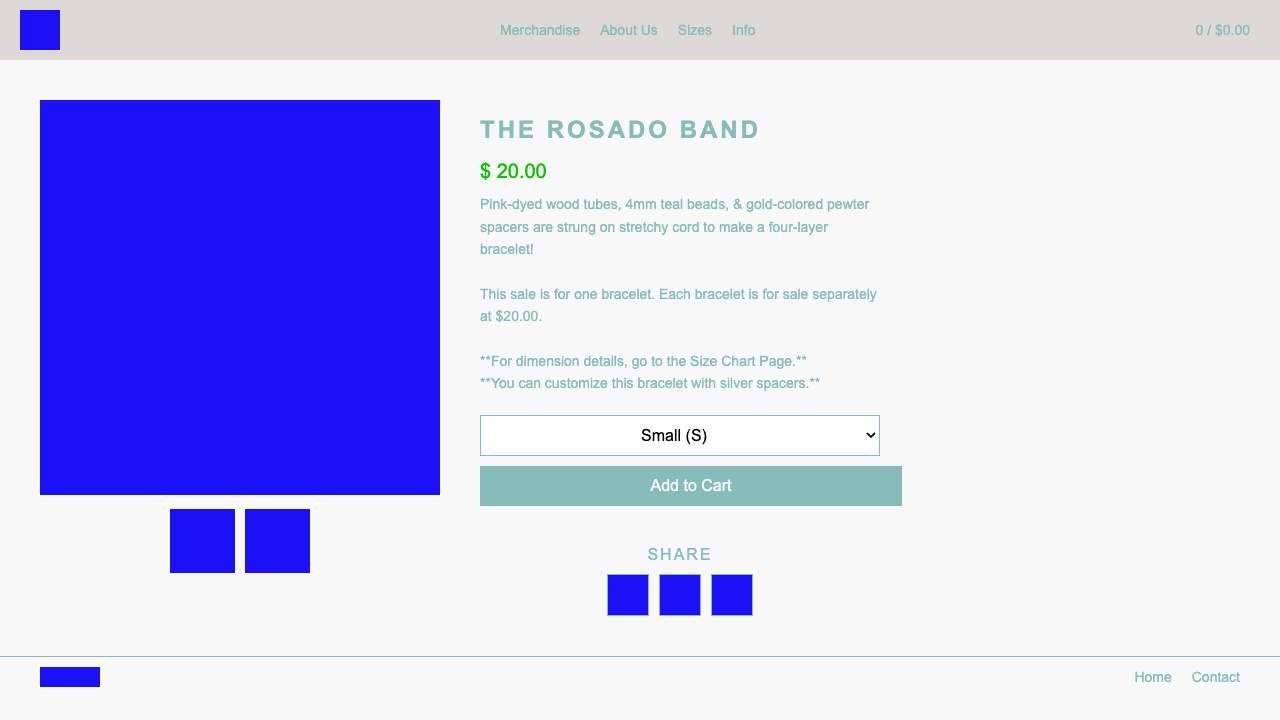 Merchandise About Us Sizes Info 0 / $0.00
THE ROSADO BAND
$ 20.00
Pink-dyed wood tubes, 4mm teal beads, & gold-colored pewter
spacers are strung on stretchy cord to make a four-layer
bracelet!
This sale is for one bracelet. Each bracelet is for sale separately
at $20.00.
**For dimension details, go to the Size Chart Page.**
**You can customize this bracelet with silver spacers.**
Small (S)
Add to Cart
SHARE
Home Contact